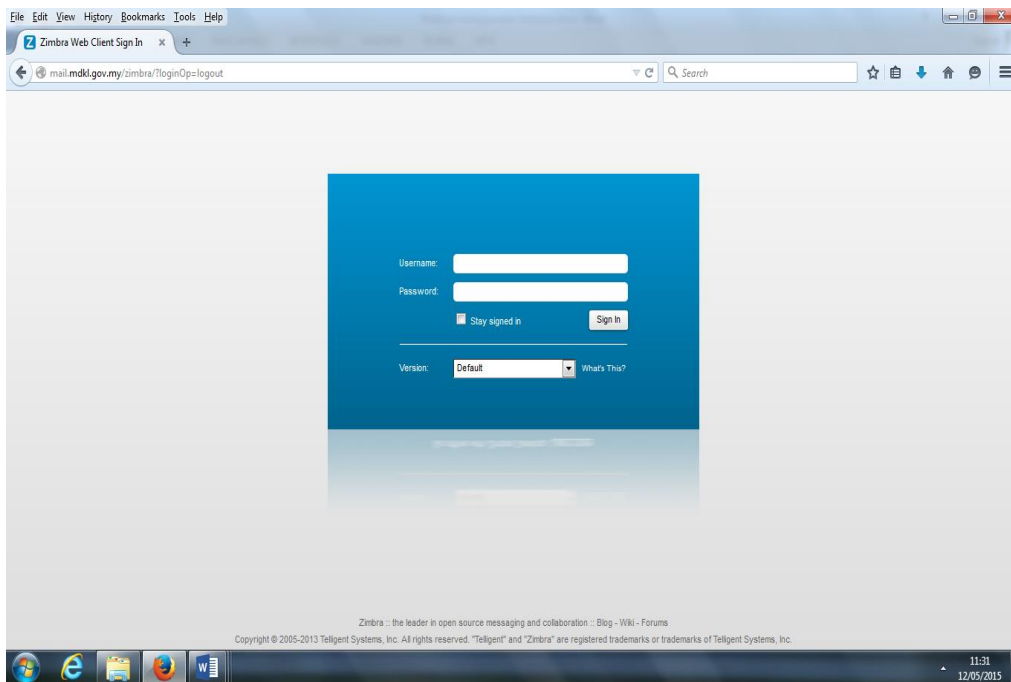 File Edit View History Bookmarks Tools Help
Zimbra Web Client Sign In
mail.mdkl.gov.my/zimbra/?loginOp=logout
Search
Username:
Password:
Stay signed in
Sign In
Version:
Default
What's This?
Zimbra :: the leader in open source messaging and collaboration :: Blog - Wiki - Forums
Copyright © 2005-2013 Telligent Systems, Inc. All rights reserved. "Telligent" and "Zimbra" are registered trademarks or trademarks of Telligent Systems, Inc.
11:31
12/05/2015